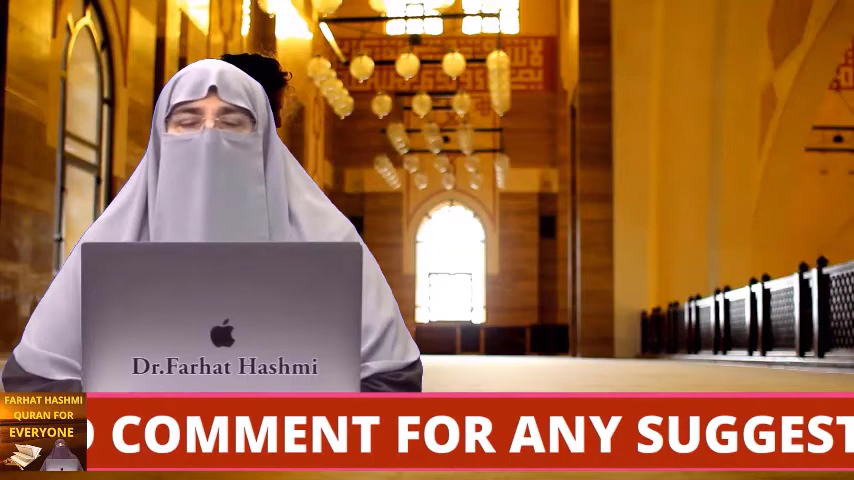 Dr.Farhat Hashmi
FARHAT HASHMI
QURAN FOR
EVERYONE
COMMENT FOR ANY SUGGEST